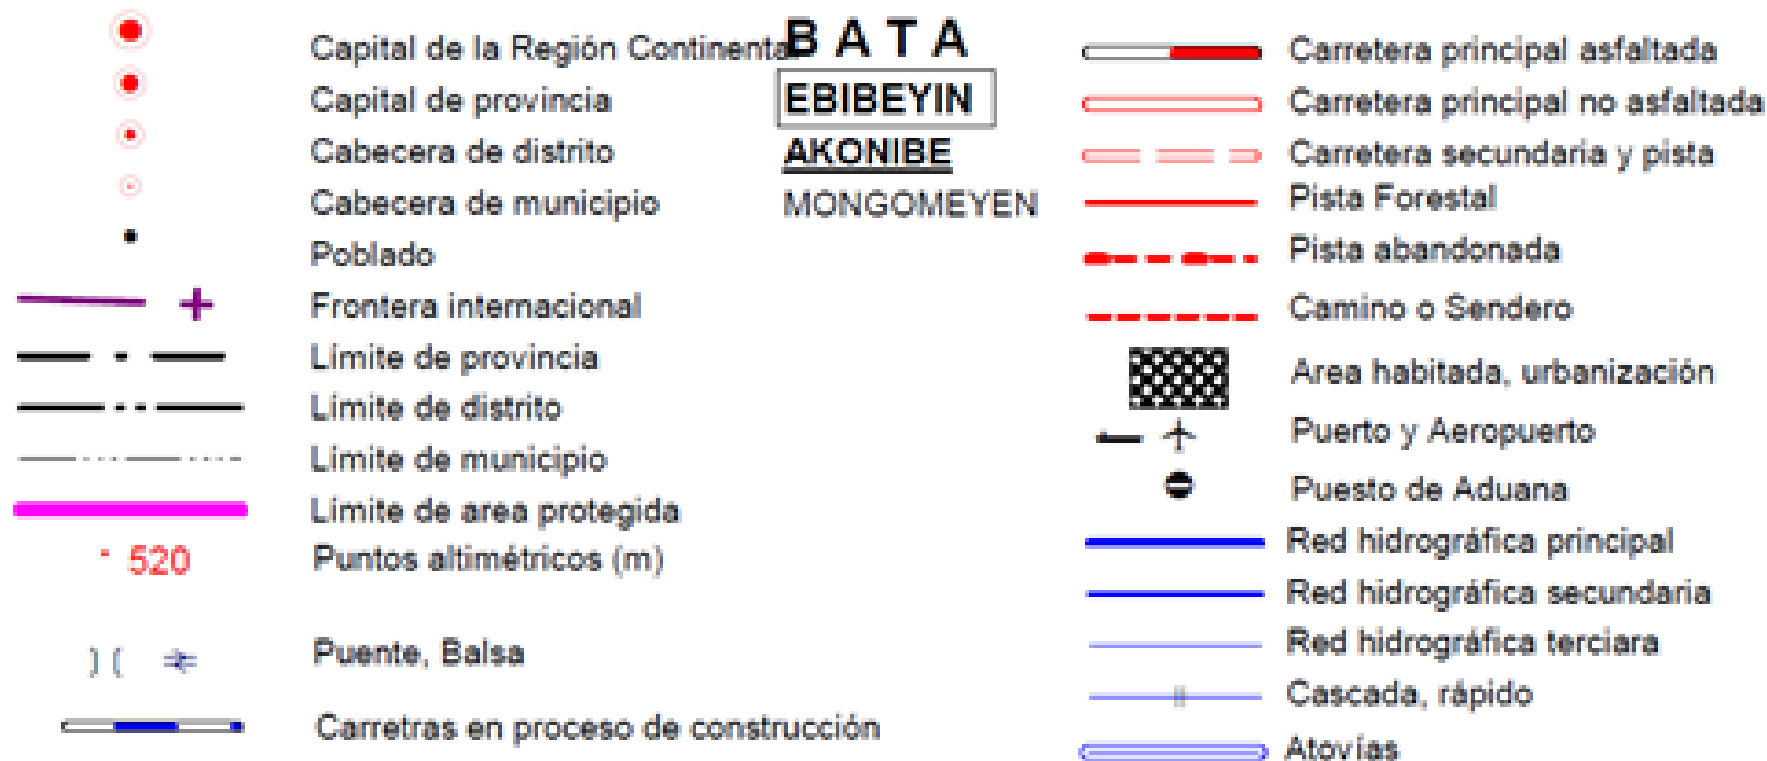 Capital de la Región Continental
BATA
Capital de provincia
EBIBEYIN
Cabecera de distrito
AKONIBE
Cabecera de municipio
MONGOMEYEN
Poblado
Frontera internacional
Límite de provincia
Límite de distrito
Límite de municipio
Límite de area protegida
520
Puntos altimétricos (m)
Puente, Balsa
Carretras en proceso de construcción
Carretera principal asfaltada
Carretera principal no asfaltada
Carretera secundaria y pista
Pista Forestal
Pista abandonada
Camino o Sendero
Area habitada, urbanización
Puerto y Aeropuerto
Puesto de Aduana
Red hidrográfica principal
Red hidrográfica secundaria
Red hidrográfica terciara
Cascada, rápido
Atovías